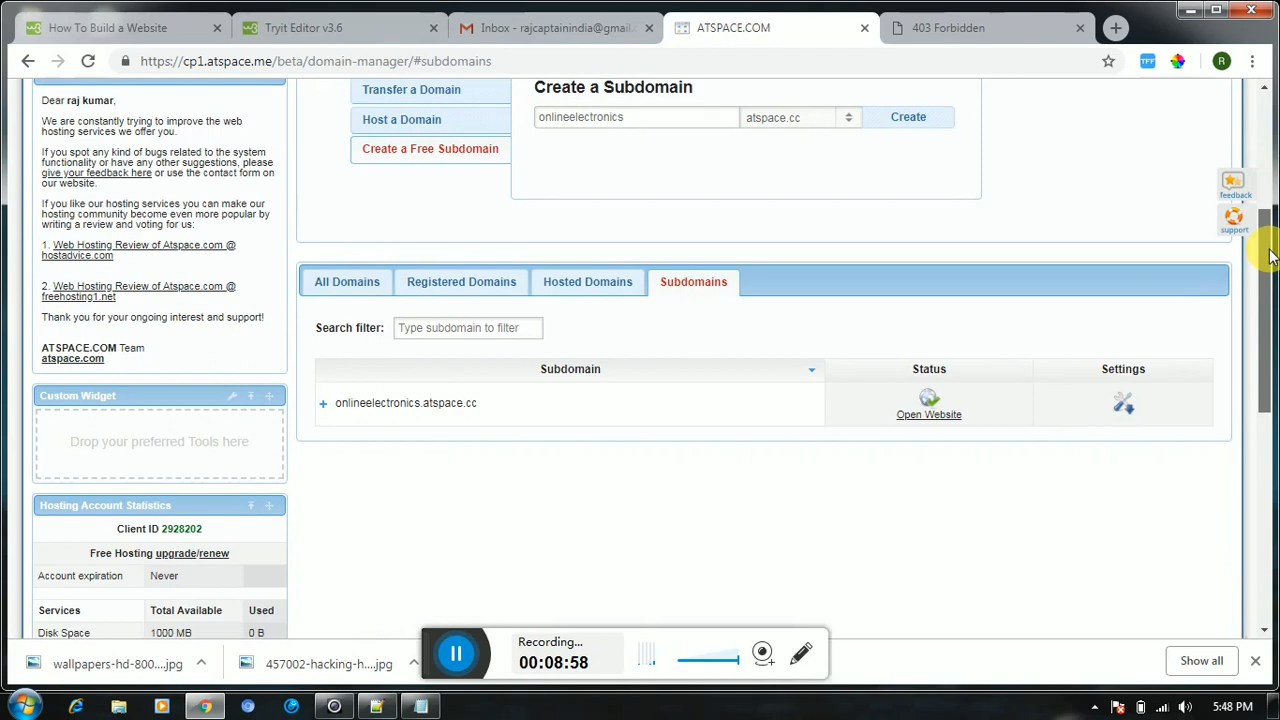 How To Build a Website
Tryit Editor v3.6
Inbox - rajcaptainindia@gmail.
ATSPACE.COM
403 Forbidden
https://cp1.atspace.me/beta/domain-manager/#subdomains
TFF
R
Dear raj kumar,
We are constantly trying to improve the web
hosting services we offer you.
If you spot any kind of bugs related to the system
functionality or have any other suggestions, please
give your feedback here or use the contact form on
our website.
If you like our hosting services you can make our
hosting community become even more popular by
writing a review and voting for us:
1. Web Hosting Review of Atspace.com @
hostadvice.com
2. Web Hosting Review of Atspace.com @
freehosting1.net
Thank you for your ongoing interest and support!
ATSPACE.COM Team
atspace.com
Custom Widget
Drop your preferred Tools here
Hosting Account Statistics
Client ID 2928202
Free Hosting upgrade/renew
Account expiration Never
Services Total Available Used
Disk Space 1000 MB 0 B
Transfer a Domain
Host a Domain
Create a Free Subdomain
Create a Subdomain
onlineelectronics atspace.cc Create
feedback
support
All Domains Registered Domains Hosted Domains Subdomains
Search filter: Type subdomain to filter
Subdomain Status Settings
onlineelectronics.atspace.cc Open Website
Recording...
00:08:58
wallpapers-hd-800....jpg
457002-hacking-h....jpg
Show all
5:48 PM